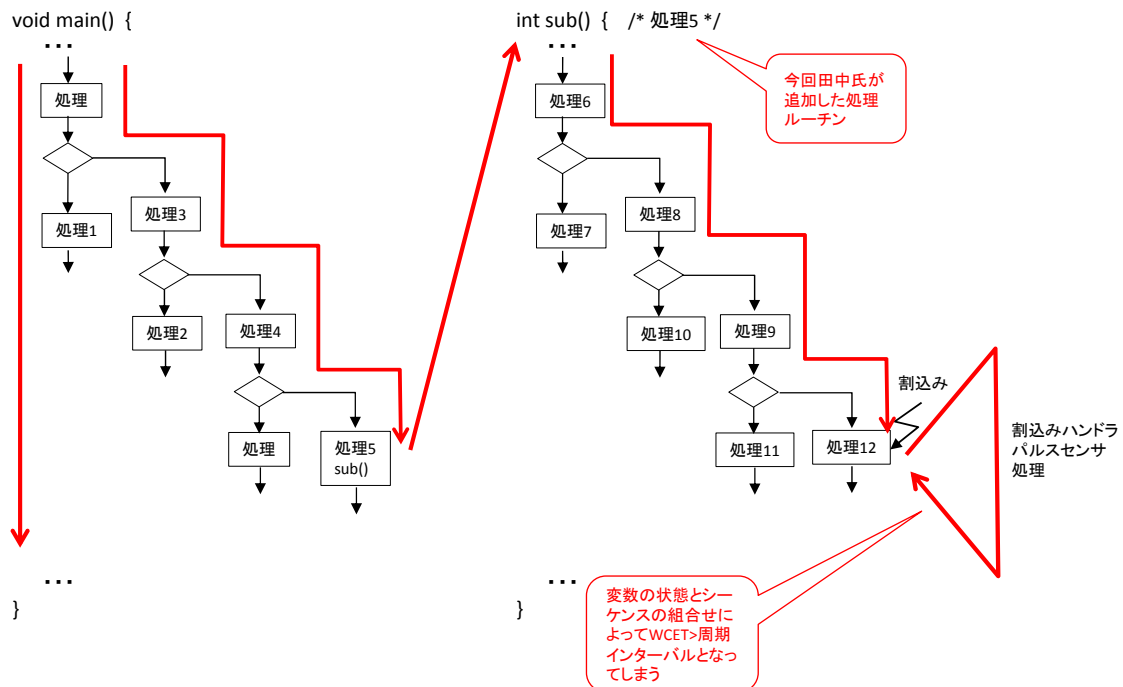 void main() {
...
処理
処理1
処理3
処理2
処理4
処理
処理5
sub()
...
}
int sub() { /* 処理5 */
...
今回田中氏が
追加した処理
ルーチン
処理6
処理7
処理8
処理10
処理9
処理11
処理12
割込み
割込みハンドラ
パルスセンサ
処理
...
}
変数の状態とシー
ケンスの組合せに
よってWCET>周期
インターバルとなっ
てしまう